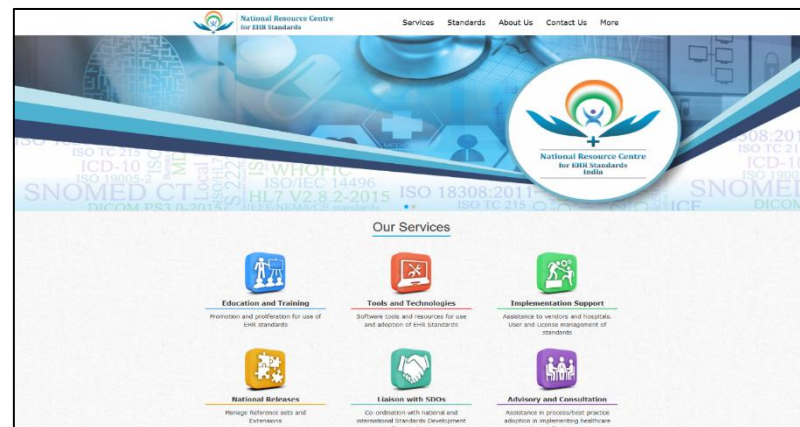 National Resource Centre
for EHR Standards
Services Standards About Us Contact Us More
ISO TC 215
ICD-10
ISO 19005-2
SNOMED CT
DICOM PS3.0-2015
Local
WHOFIC
ISO/IEC 14496
HL7 V2.8.2-2015
ISO 18308:2011
ISO TC 215
National Resource Centre
for EHR Standards
India
ICD-10
SNOMED
DICOM
Our Services
Education and Training
Promotion and proliferation for use of
EHR standards
Tools and Technologies
Software tools and resources for use
and adoption of EHR Standards
Implementation Support
Assistance to vendors and hospitals.
User and License management of
standards
National Releases
Manage Reference sets and
Extensions
Liaison with SDOs
Co-ordination with national and
international Standards Development
Advisory and Consultation
Assistance in process/best practice
adoption in implementing healthcare